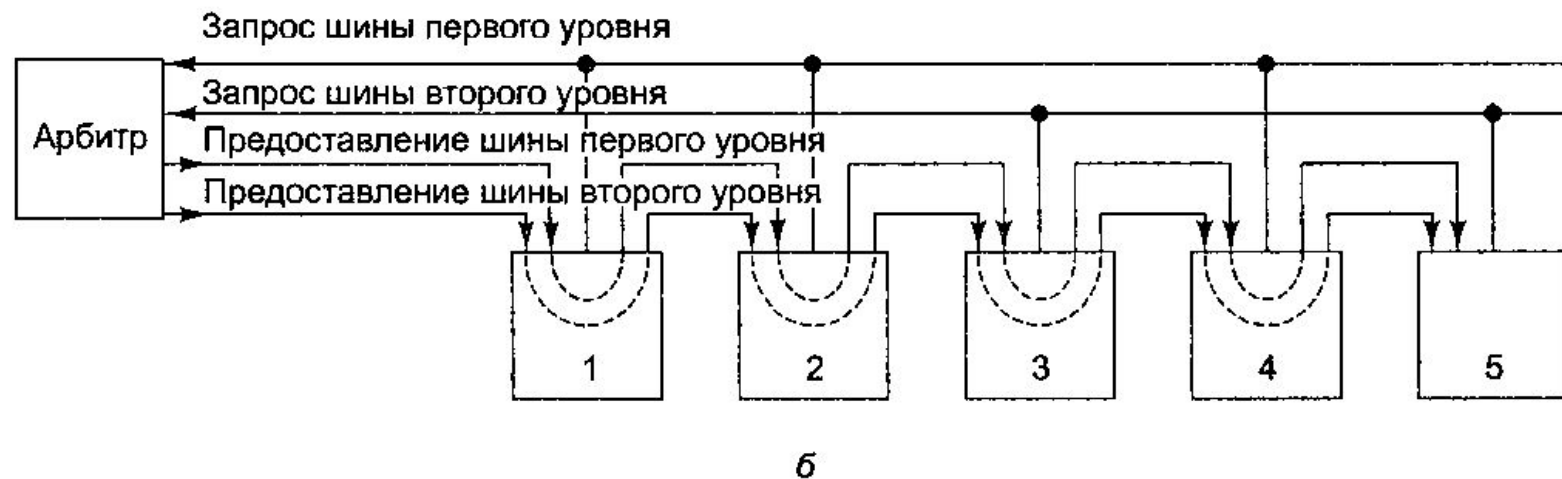 Запрос шины первого уровня
Запрос шины второго уровня
Арбитр
Предоставление шины первого уровня
Предоставление шины второго уровня
1
2
3
4
5
б